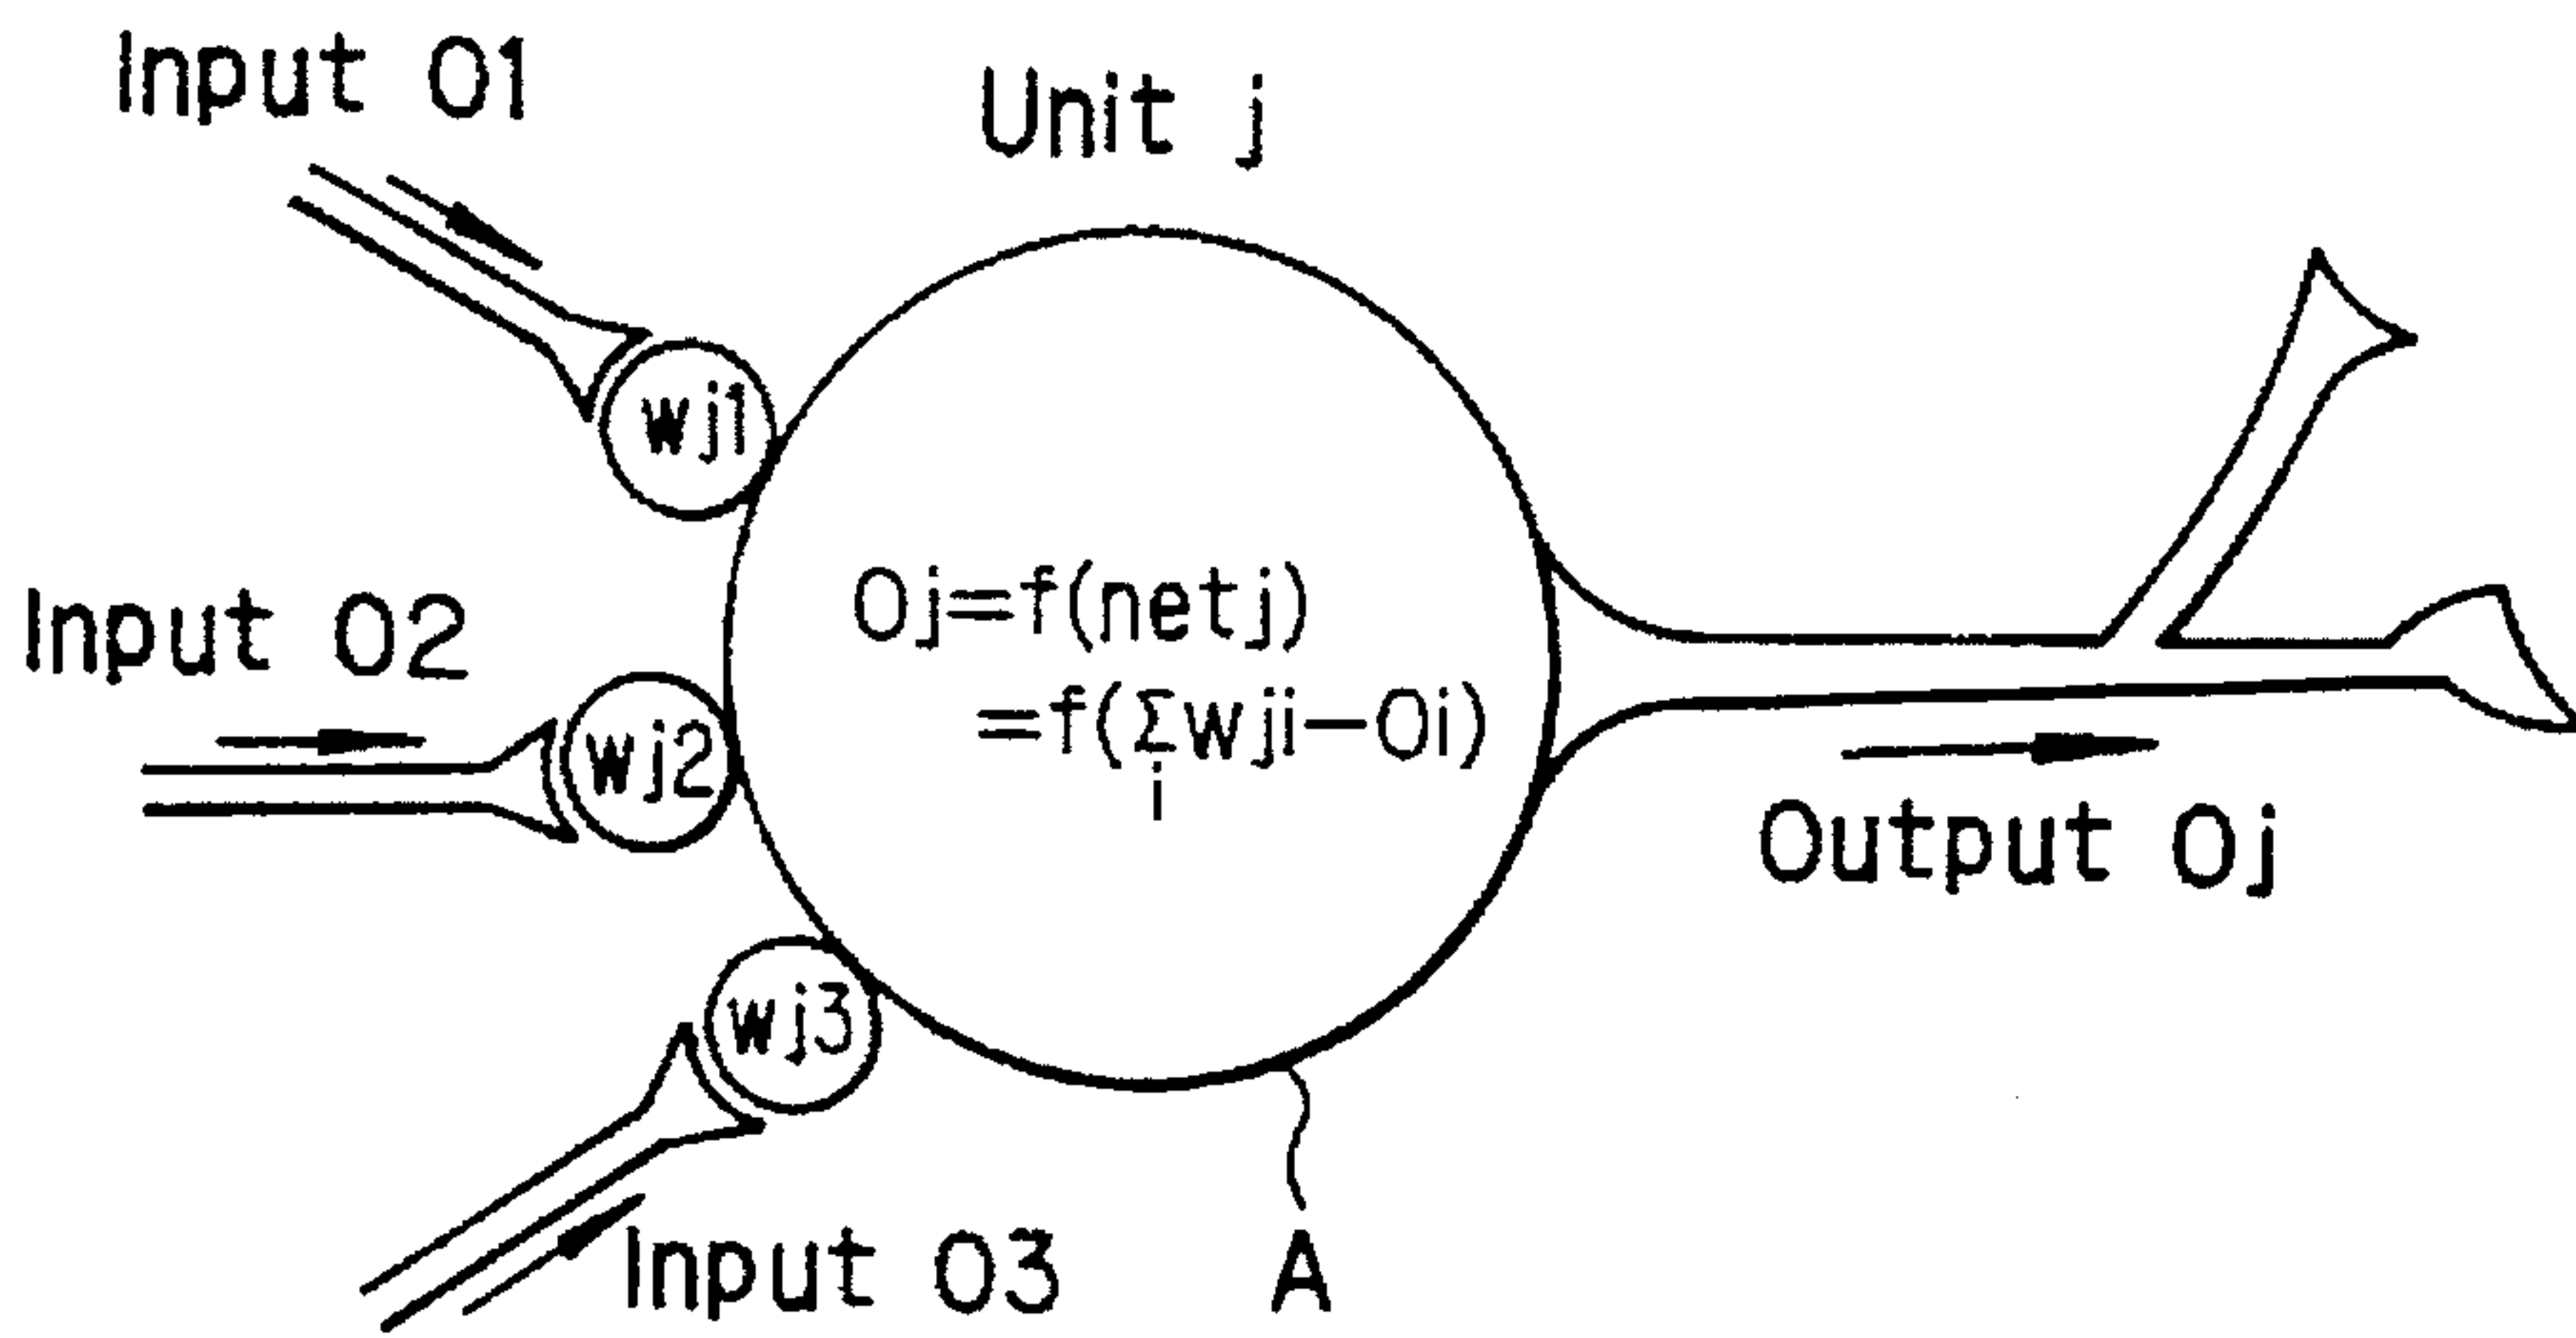 Input O1
Unit j
wj1
Oj=f(netj)
=f(Σwji−Oi)
i
Input O2
wj2
Output Oj
wj3
Input O3
A